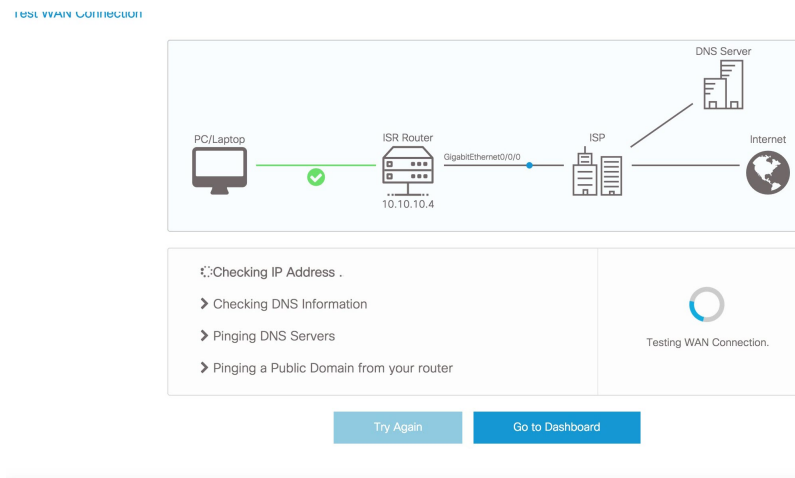 Test WAN Connection
DNS Server
PC/Laptop
ISR Router
ISP
Internet
GigabitEthernet0/0/0
10.10.10.4
Checking IP Address .
Checking DNS Information
Pinging DNS Servers
Pinging a Public Domain from your router
Testing WAN Connection.
Try Again
Go to Dashboard